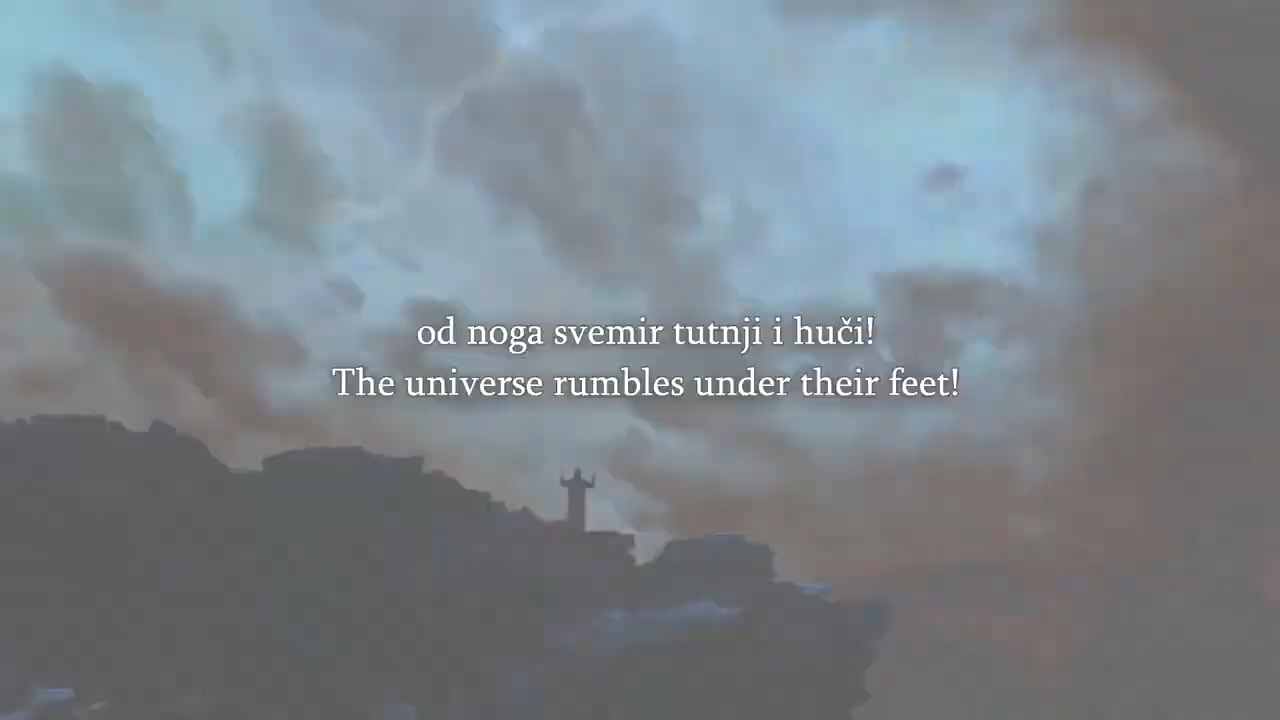 od noga svemir tutnji i huči!
The universe rumbles under their feet!